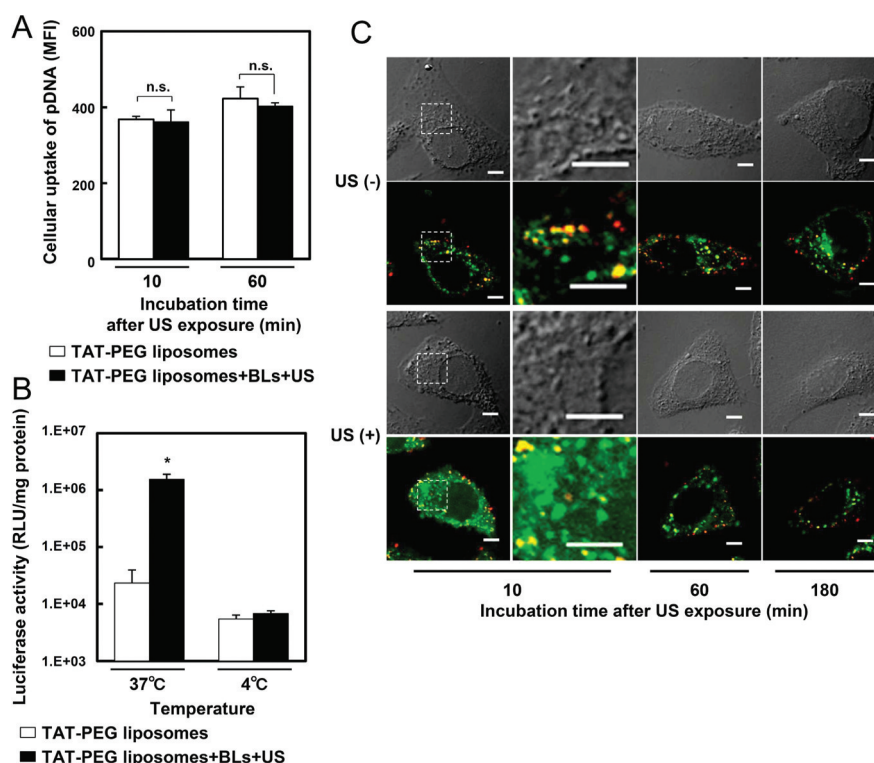 A
Cellular uptake of pDNA (MFI)
600
400
200
0
n.s.
n.s.
10
60
Incubation time
after US exposure (min)
TAT-PEG liposomes
TAT-PEG liposomes+BLs+US
B
Luciferase activity (RLU/mg protein)
1.E+07
1.E+06
1.E+05
1.E+04
1.E+03
*
37℃
4℃
Temperature
TAT-PEG liposomes
TAT-PEG liposomes+BLs+US
C
US (-)
US (+)
10
60
180
Incubation time after US exposure (min)